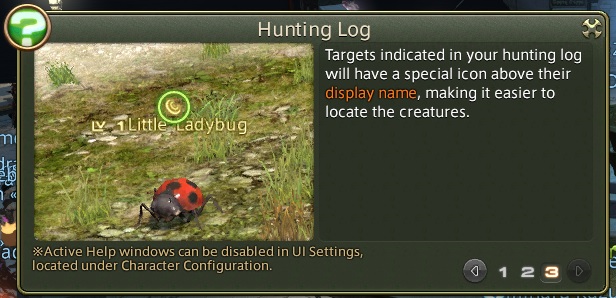 Hunting Log
Targets indicated in your hunting log
will have a special icon above their
display name, making it easier to
locate the creatures.
Lv. 1 Little Ladybug
※Active Help windows can be disabled in UI Settings,
located under Character Configuration.
1 2 3